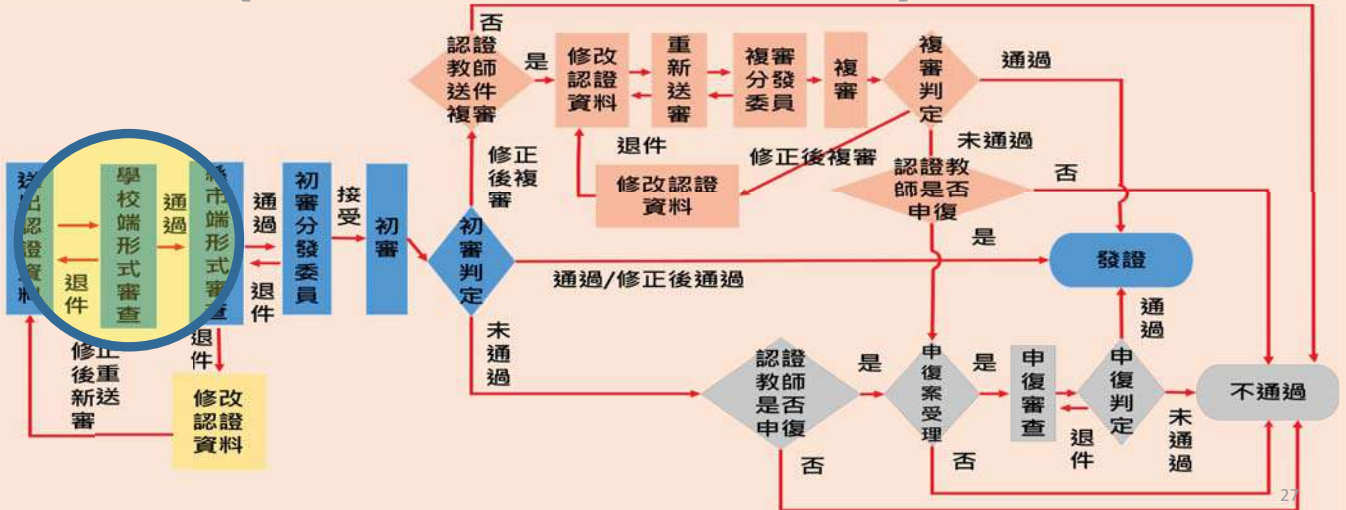 送出認證資料
退件
學校端形式審查
通過
縣市端形式審查
退件
修改
認證
資料
修正
後重
新送
審
通過
退件
初審分發委員
接受
初審
初審判定
修正
後複
審
通過/修正後通過
未通過
否
認證
教師
送件
複審
是
修改
認證
資料
重新送審
複審
分發
委員
複審
複審判定
通過
退件
修正後複審
修改認證
資料
未通過
認證教
師是否
申復
否
是
發證
認證
教師
是否
申復
是
否
申復案受理
是
否
申復審查
退件
申復判定
通過
未通過
不通過
27